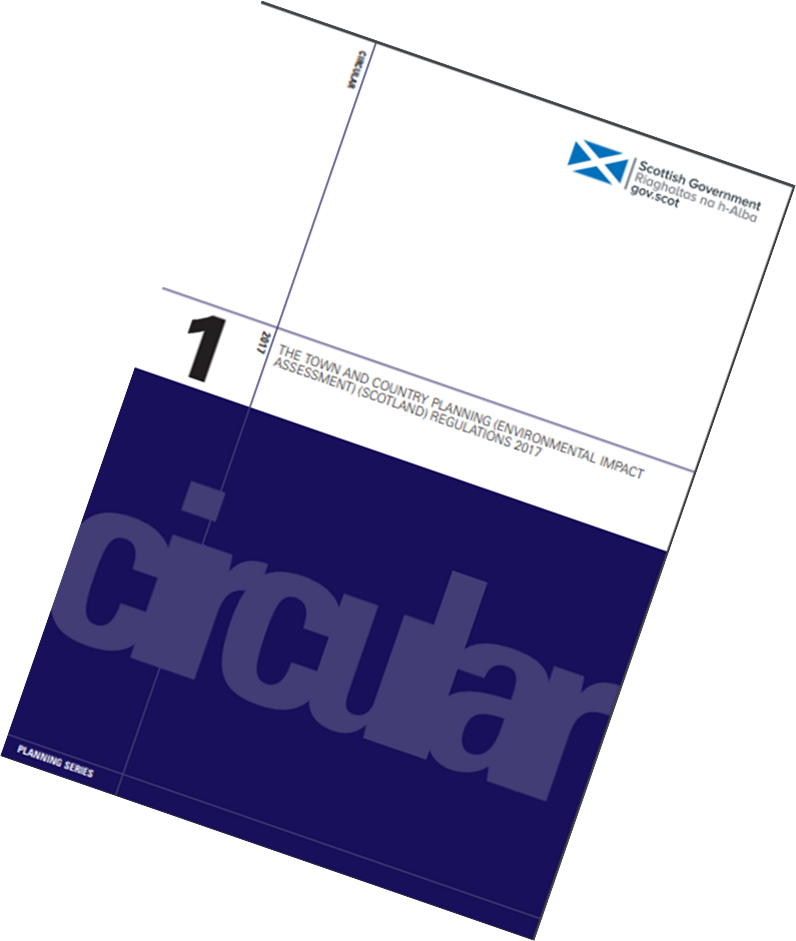 CIRCULAR
Scottish Government
Riaghaltas na h-Alba
gov.scot
1
2017
THE TOWN AND COUNTRY PLANNING (ENVIRONMENTAL IMPACT
ASSESSMENT) (SCOTLAND) REGULATIONS 2017
circular
PLANNING SERIES